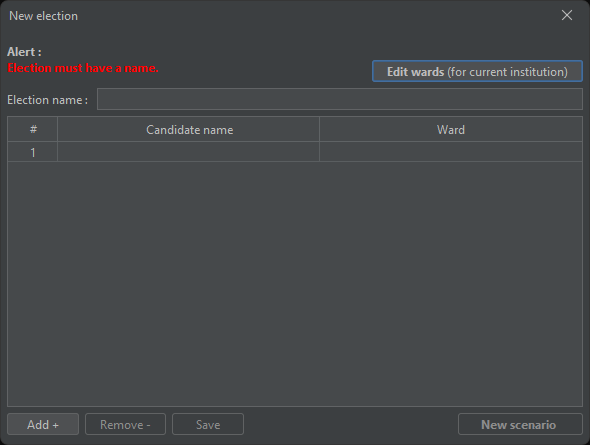 New election
Alert :
Election must have a name.
Edit wards (for current institution)
Election name :
# Candidate name Ward
1
Add + Remove - Save New scenario